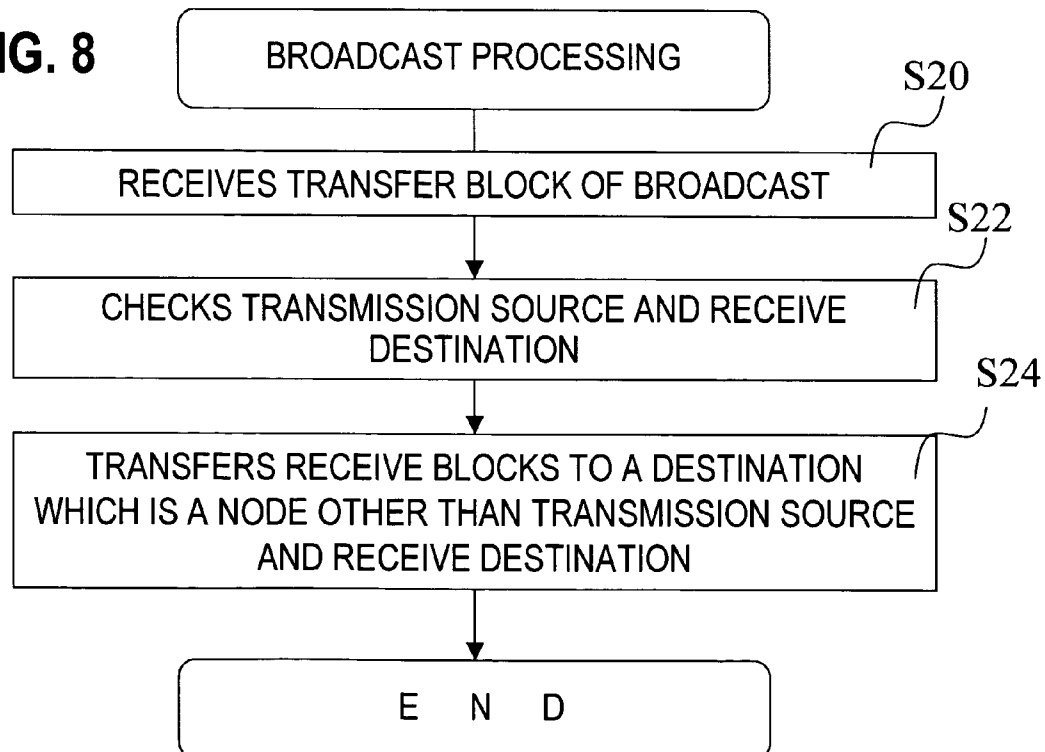 IG. 8
BROADCAST PROCESSING
S20
RECEIVES TRANSFER BLOCK OF BROADCAST
S22
CHECKS TRANSMISSION SOURCE AND RECEIVE
DESTINATION
S24
TRANSFERS RECEIVE BLOCKS TO A DESTINATION
WHICH IS A NODE OTHER THAN TRANSMISSION SOURCE
AND RECEIVE DESTINATION
E N D